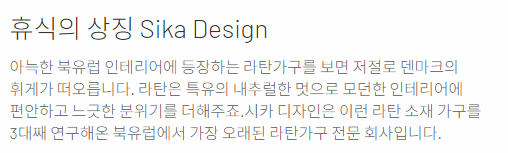 휴식의 상징 Sika Design
아늑한 북유럽 인테리어에 등장하는 라탄가구를 보면 저절로 덴마크의
휘게가 떠오릅니다. 라탄은 특유의 내추럴한 멋으로 모던한 인테리어에
편안하고 느긋한 분위기를 더해주죠.시카 디자인은 이런 라탄 소재 가구를
3대째 연구해온 북유럽에서 가장 오래된 라탄가구 전문 회사입니다.